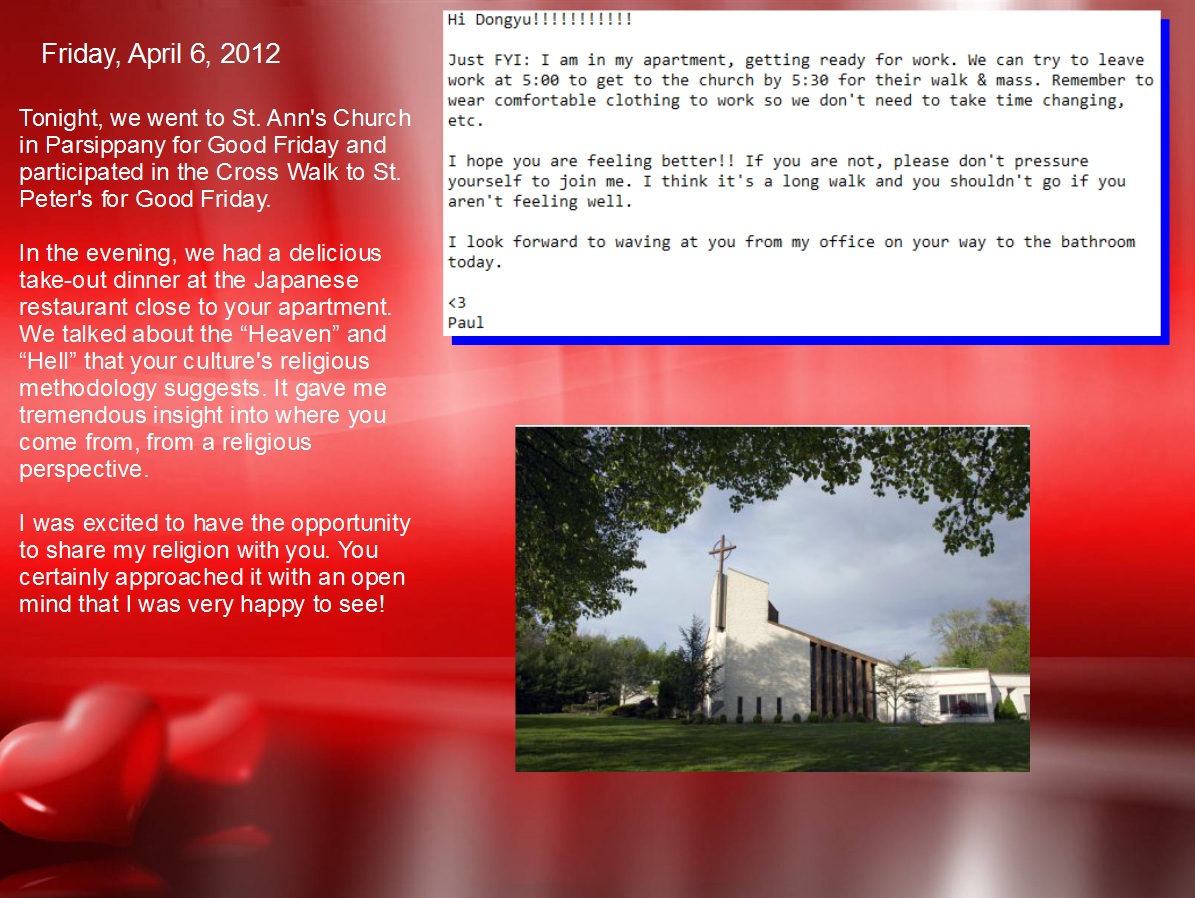 Friday, April 6, 2012
Tonight, we went to St. Ann's Church
in Parsippany for Good Friday and
participated in the Cross Walk to St.
Peter's for Good Friday.
In the evening, we had a delicious
take-out dinner at the Japanese
restaurant close to your apartment.
We talked about the “Heaven” and
“Hell” that your culture's religious
methodology suggests. It gave me
tremendous insight into where you
come from, from a religious
perspective.
I was excited to have the opportunity
to share my religion with you. You
certainly approached it with an open
mind that I was very happy to see!
Hi Dongyu!!!!!!!!!!!
Just FYI: I am in my apartment, getting ready for work. We can try to leave
work at 5:00 to get to the church by 5:30 for their walk & mass. Remember to
wear comfortable clothing to work so we don't need to take time changing,
etc.
I hope you are feeling better!! If you are not, please don't pressure
yourself to join me. I think it's a long walk and you shouldn't go if you
aren't feeling well.
I look forward to waving at you from my office on your way to the bathroom
today.
<3
Paul